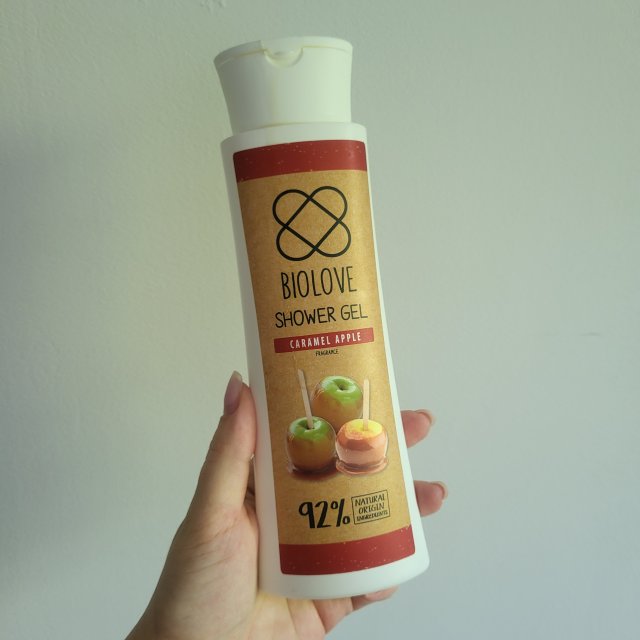 BIOLOVE
SHOWER GEL
CARAMEL APPLE
FRAGRANCE
92%
NATURAL
ORIGIN
INGREDIENTS